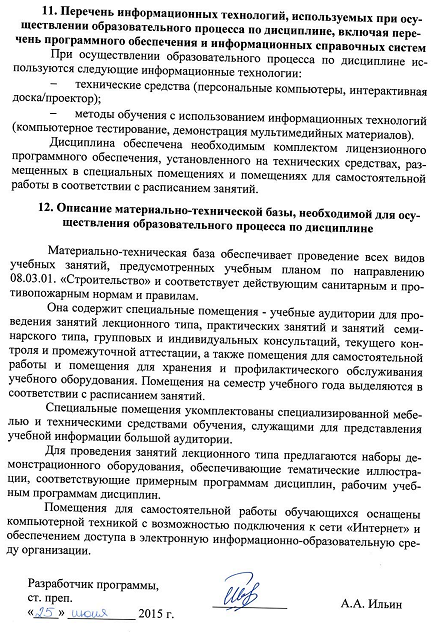 11. Перечень информационных технологий, используемых при осу-
ществлении образовательного процесса по дисциплине, включая пере-
чень программного обеспечения и информационных справочных систем
При осуществлении образовательного процесса по дисциплине ис-
пользуются следующие информационные технологии:
– технические средства (персональные компьютеры, интерактивная
доска/проектор);
– методы обучения с использованием информационных технологий
(компьютерное тестирование, демонстрация мультимедийных материалов).
Дисциплина обеспечена необходимым комплектом лицензионного
программного обеспечения, установленного на технических средствах, раз-
мещенных в специальных помещениях и помещениях для самостоятельной
работы в соответствии с расписанием занятий.
12. Описание материально-технической базы, необходимой для осу-
ществления образовательного процесса по дисциплине
Материально-техническая база обеспечивает проведение всех видов
учебных занятий, предусмотренных учебным планом по направлению
08.03.01. «Строительство» и соответствует действующим санитарным и про-
тивопожарным нормам и правилам.
Она содержит специальные помещения - учебные аудитории для про-
ведения занятий лекционного типа, практических занятий и занятий семи-
нарского типа, групповых и индивидуальных консультаций, текущего кон-
троля и промежуточной аттестации, а также помещения для самостоятельной
работы и помещения для хранения и профилактического обслуживания
учебного оборудования. Помещения на семестр учебного года выделяются в
соответствии с расписанием занятий.
Специальные помещения укомплектованы специализированной мебе-
лью и техническими средствами обучения, служащими для представления
учебной информации большой аудитории.
Для проведения занятий лекционного типа предлагаются наборы де-
монстрационного оборудования, обеспечивающие тематические иллюстра-
ции, соответствующие примерным программам дисциплин, рабочим учеб-
ным программам дисциплин.
Помещения для самостоятельной работы обучающихся оснащены
компьютерной техникой с возможностью подключения к сети «Интернет» и
обеспечением доступа в электронную информационно-образовательную сре-
ду организации.
Разработчик программы,
ст. преп. А.А. Ильин
«25» июня 2015 г.